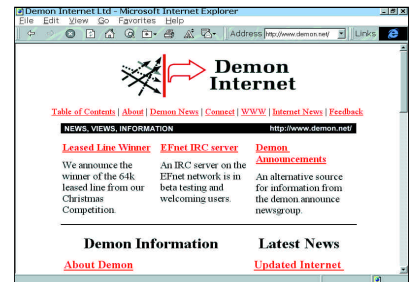 Demon Internet Ltd - Microsoft Internet Explorer
File Edit View Go Favorites Help
Address http://www.demon.net/ Links
Demon
Internet
Table of Contents | About | Demon News | Connect | WWW | Internet News | Feedback
NEWS, VIEWS, INFORMATION http://www.demon.net/
Leased Line Winner
We announce the
winner of the 64k
leased line from our
Christmas
Competition.
EFnet IRC server
An IRC server on the
EFnet network is in
beta testing and
welcoming users.
Demon
Announcements
An alternative source
for information from
the demon announce
newsgroup.
Demon Information
About Demon
Latest News
Updated Internet